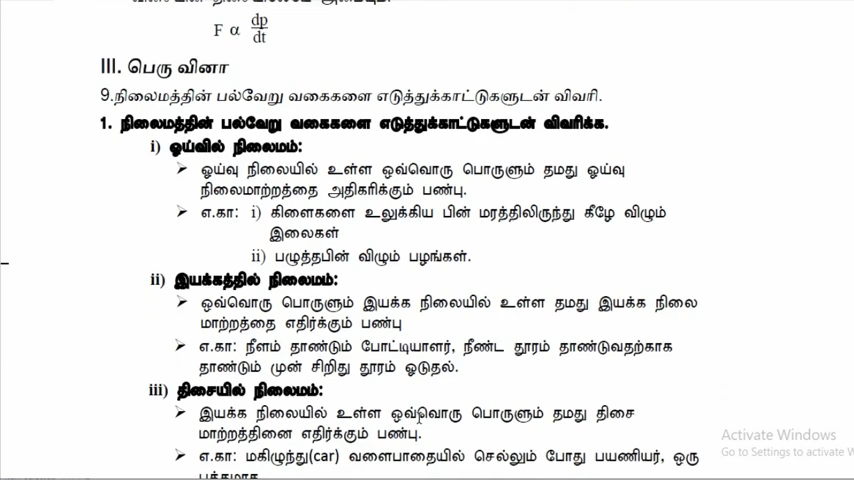 F α dp
dt
III. பெரு வினா
9.நிலைமத்தின் பல்வேறு வகைகளை எடுத்துக்காட்டுகளுடன் விவரி.
1. நிலைமத்தின் பல்வேறு வகைகளை எடுத்துக்காட்டுகளுடன் விவரிக்க.
i) ஓய்வில் நிலைமம்:
➢ ஓய்வு நிலையில் உள்ள ஒவ்வொரு பொருளும் தமது ஓய்வு
நிலைமாற்றத்தை அதிகரிக்கும் பண்பு.
➢ எ.கா: i) கிளைகளை உலுக்கிய பின் மரத்திலிருந்து கீழே விழும்
இலைகள்
ii) பழுத்தபின் விழும் பழங்கள்.
ii) இயக்கத்தில் நிலைமம்:
➢ ஒவ்வொரு பொருளும் இயக்க நிலையில் உள்ள தமது இயக்க நிலை
மாற்றத்தை எதிர்க்கும் பண்பு
➢ எ.கா: நீளம் தாண்டும் போட்டியாளர், நீண்ட தூரம் தாண்டுவதற்காக
தாண்டும் முன் சிறிது தூரம் ஓடுதல்.
iii) திசையில் நிலைமம்:
➢ இயக்க நிலையில் உள்ள ஒவ்வொரு பொருளும் தமது திசை
மாற்றத்தினை எதிர்க்கும் பண்பு.
➢ எ.கா: மகிழுந்து(car) வளைபாதையில் செல்லும் போது பயணியர், ஒரு
Activate Windows
Go to Settings to activate W